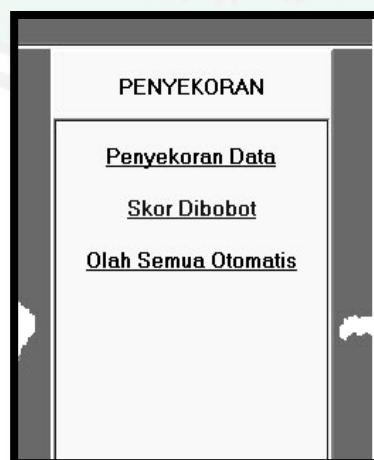 PENYEKORAN
Penyekoran Data
Skor Dibobot
Olah Semua Otomatis